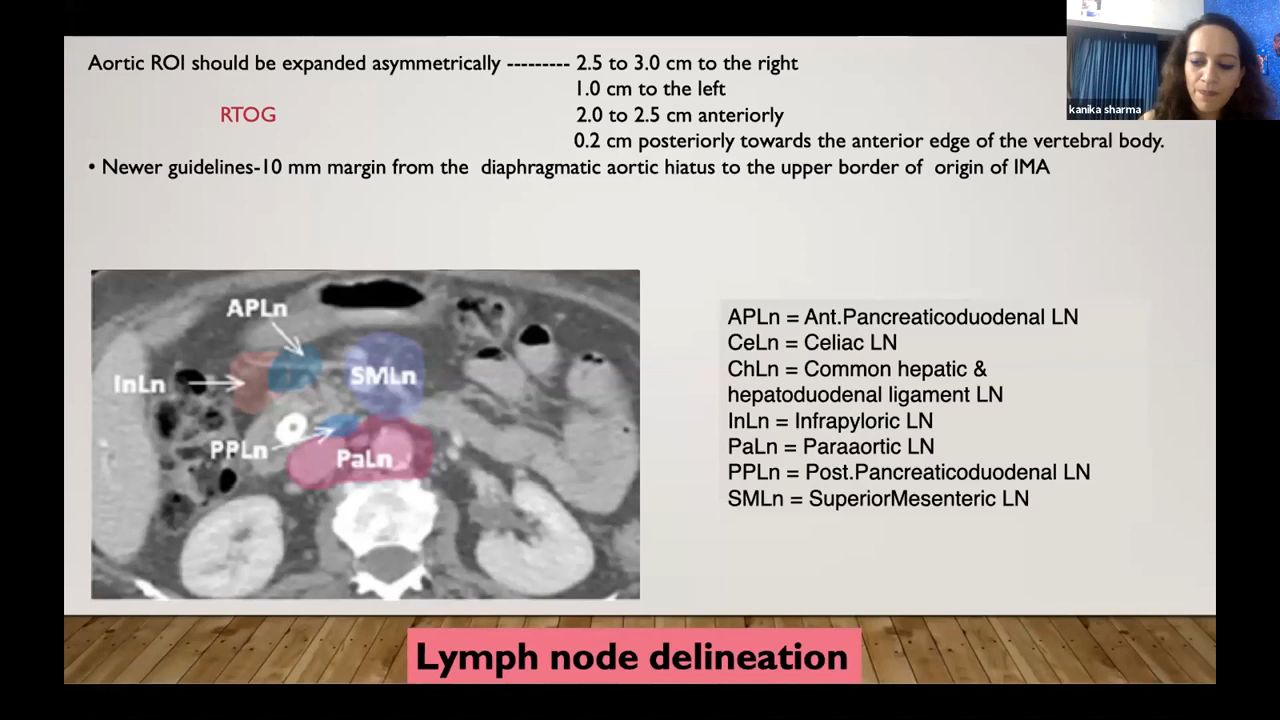 Aortic ROI should be expanded asymmetrically --------- 2.5 to 3.0 cm to the right
1.0 cm to the left
RTOG 2.0 to 2.5 cm anteriorly
0.2 cm posteriorly towards the anterior edge of the vertebral body.
• Newer guidelines-10 mm margin from the diaphragmatic aortic hiatus to the upper border of origin of IMA
kanika sharma
APLn
InLn
SMLn
PPLn
PaLn
APLn = Ant.Pancreaticoduodenal LN
CeLn = Celiac LN
ChLn = Common hepatic &
hepatoduodenal ligament LN
InLn = Infrapyloric LN
PaLn = Paraaortic LN
PPLn = Post.Pancreaticoduodenal LN
SMLn = SuperiorMesenteric LN
Lymph node delineation